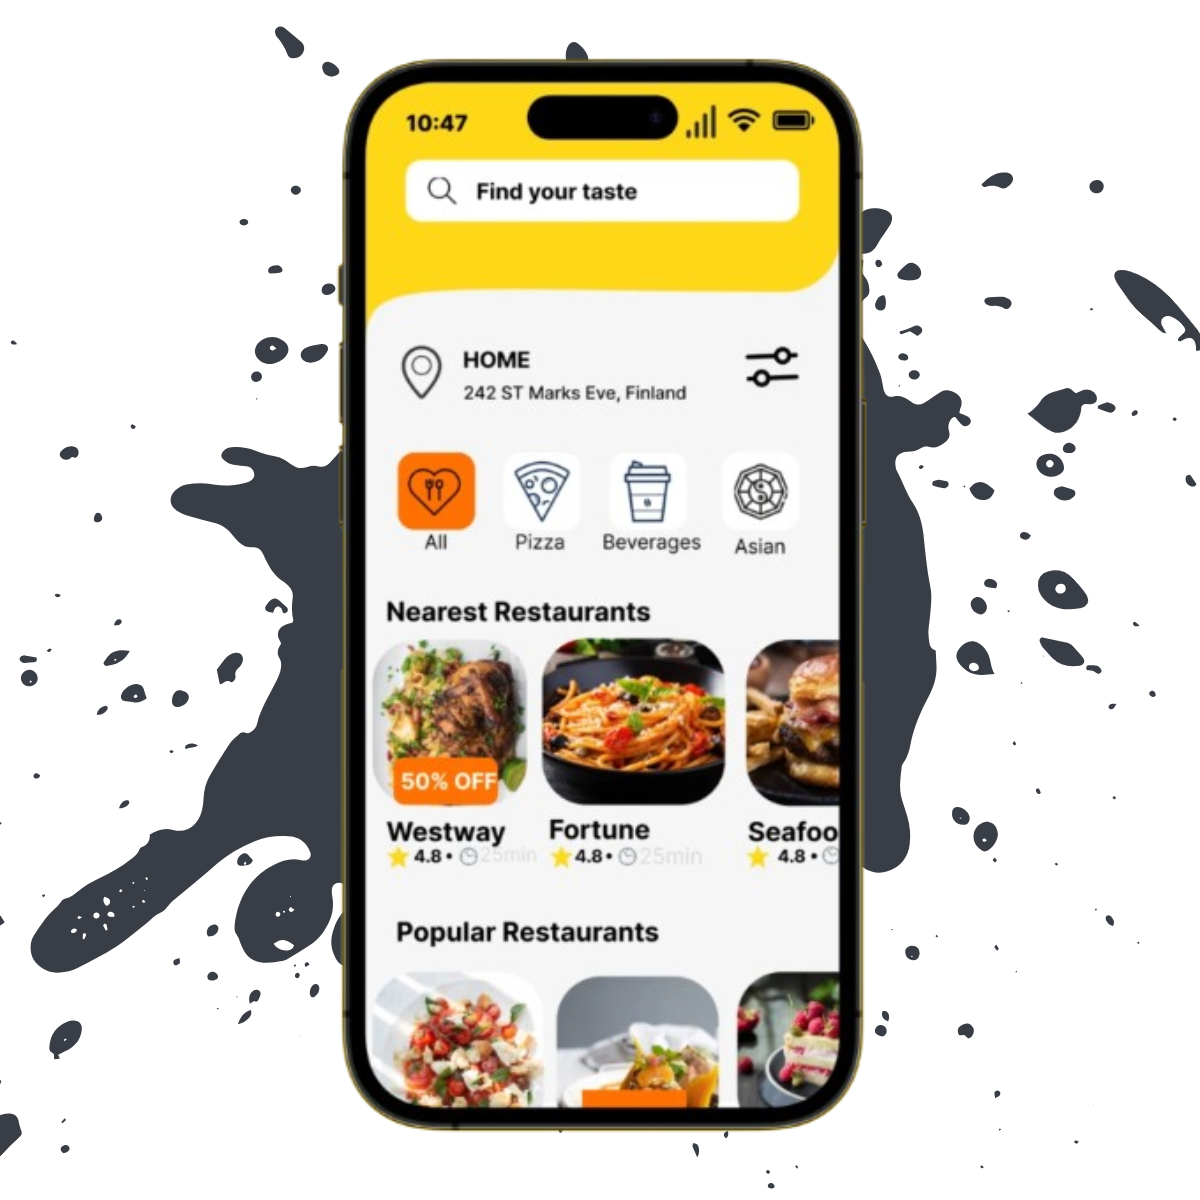 10:47
Find your taste
HOME
242 ST Marks Eve, Finland
All Pizza Beverages Asian
Nearest Restaurants
50% OFF
Westway Fortune Seafoo
4.8 • 25min 4.8 • 25min 4.8 •
Popular Restaurants